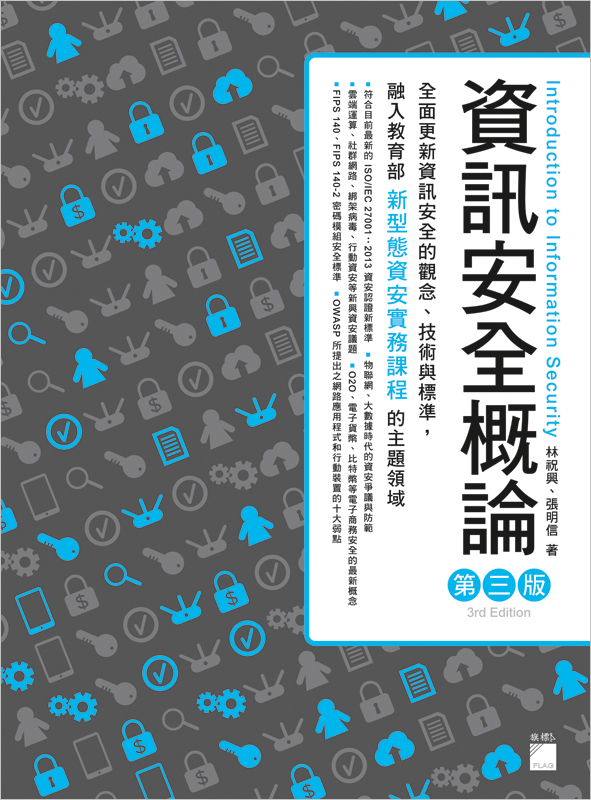 Introduction to Information Security
資訊安全概論
林祝興、張明信 著
第三版
3rd Edition
全面更新資訊安全的觀念、技術與標準，
融入教育部 新型態資安實務課程 的主題領域
▪ 符合目前最新的 ISO/IEC 27001：2013 資安認證新標準 ▪ 物聯網、大數據時代的資安爭議與防範
▪ 雲端運算、社群網路、綁架病毒、行動資安等新興資安議題 ▪ O2O、電子貨幣、比特幣等電子商務安全的最新概念
▪ FIPS 140、FIPS 140-2 密碼模組安全標準 ▪ OWASP 所提出之網路應用程式和行動裝置的十大弱點
旗標
FLAG